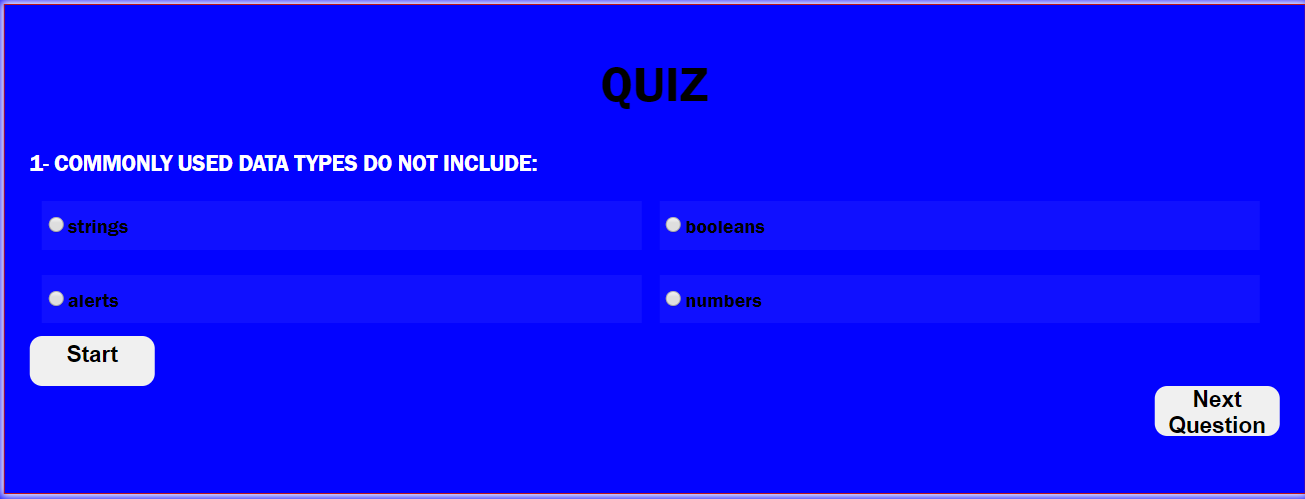 QUIZ
1- COMMONLY USED DATA TYPES DO NOT INCLUDE:
strings
booleans
alerts
numbers
Start
Next
Question